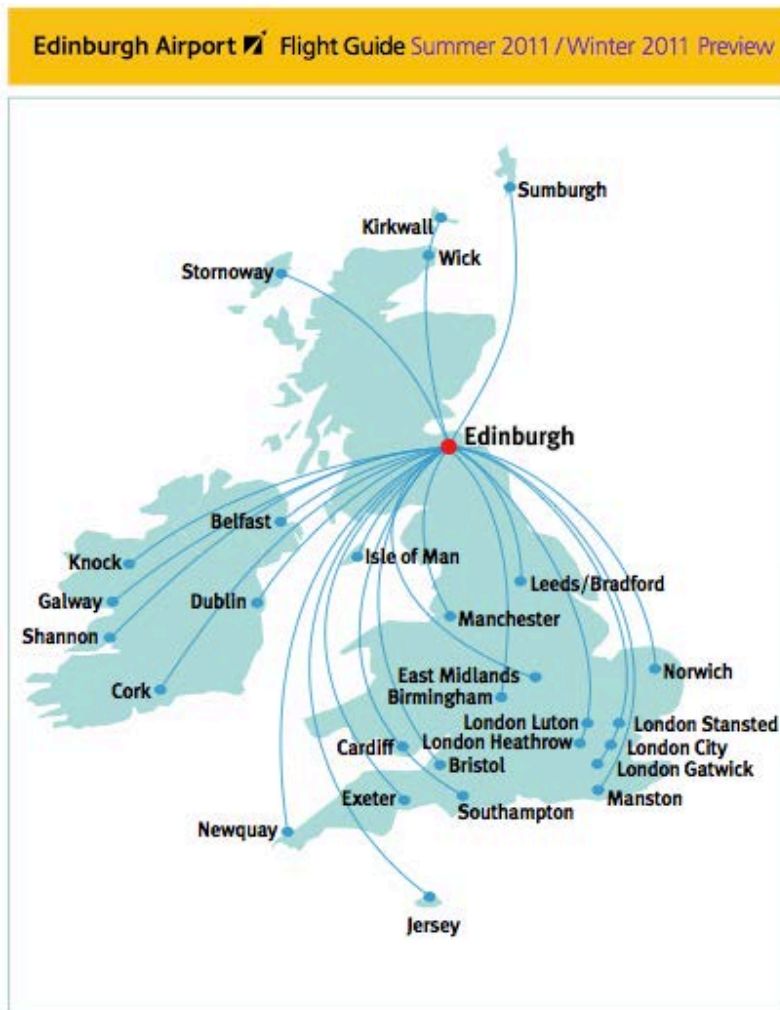 Edinburgh Airport Flight Guide Summer 2011 / Winter 2011 Preview
Sumburgh
Kirkwall
Wick
Stornoway
Edinburgh
Belfast
Isle of Man
Knock
Leeds/Bradford
Galway
Dublin
Manchester
Shannon
East Midlands
Norwich
Cork
Birmingham
London Luton
London Stansted
Cardiff
London Heathrow
London City
Bristol
London Gatwick
Exeter
Southampton
Manston
Newquay
Jersey